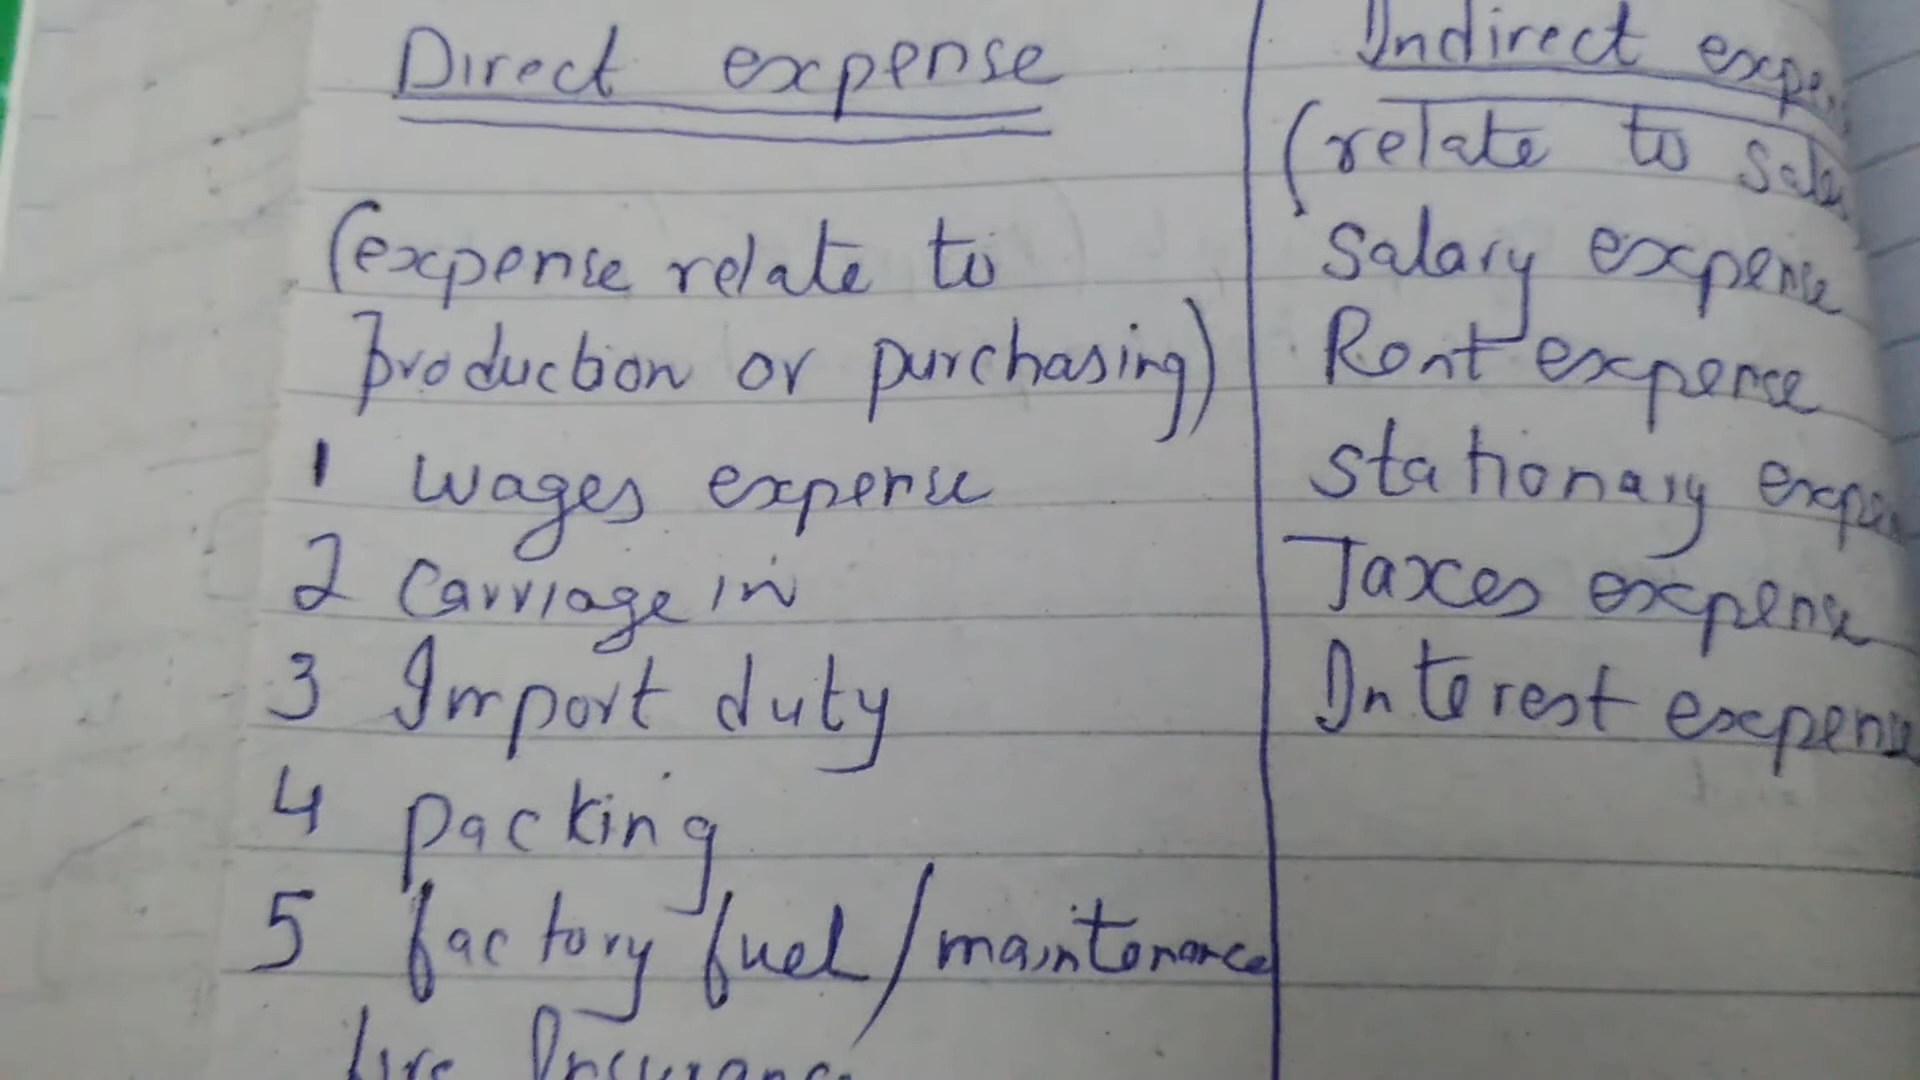 Direct expense
(expense relate to
production or purchasing)
1 wages expense
2 Carriage in
3 Import duty
4 packing
5 factory fuel/maintenance
Indirect
(relate to
Salary expense
Rent expense
stationary
Taxes expense
Interest expense